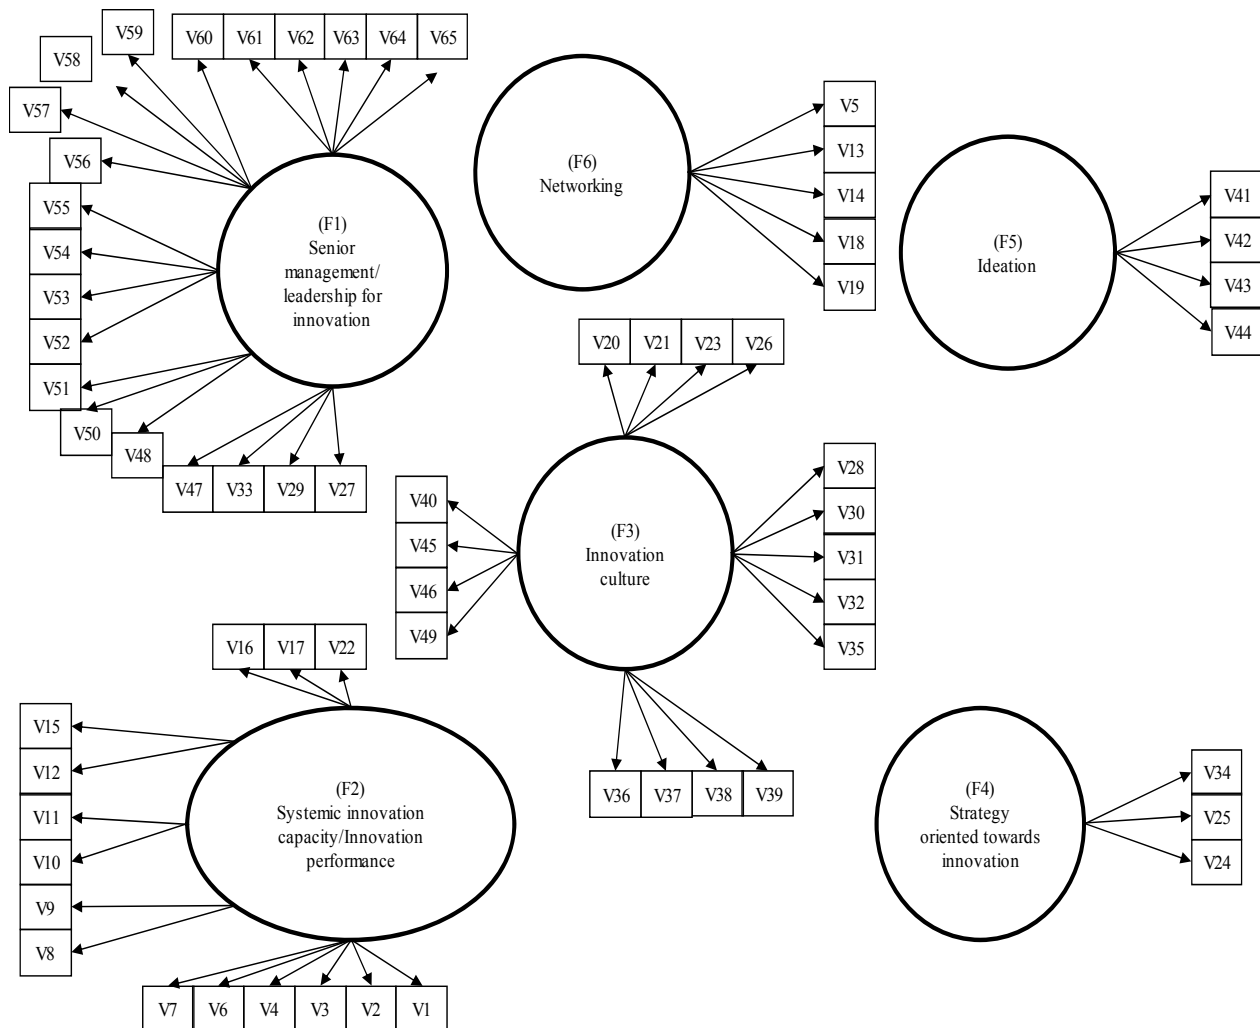 V59
V60 V61 V62 V63 V64 V65
V58
V57
V56
V55
V54
V53
V52
V51
V50
V48
V47 V33 V29 V27
(F1)
Senior
management/
leadership for
innovation
(F6)
Networking
V5
V13
V14
V18
V19
(F5)
Ideation
V41
V42
V43
V44
V20 V21 V23 V26
V40
V45
V46
V49
(F3)
Innovation
culture
V28
V30
V31
V32
V35
V36 V37 V38 V39
V16 V17 V22
V15
V12
V11
V10
V9
V8
(F2)
Systemic innovation
capacity/Innovation
performance
V7 V6 V4 V3 V2 V1
(F4)
Strategy
oriented towards
innovation
V34
V25
V24